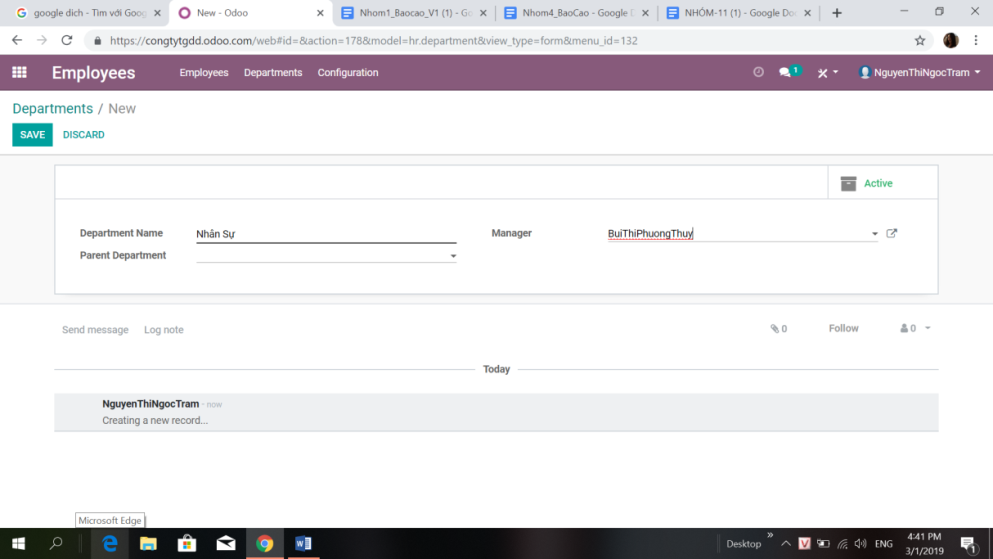 google dich - Tìm với Goog
New - Odoo
Nhom1_Baocao_V1 (1) - Go
Nhom4_BaoCao - Google D
NHÓM-11 (1) - Google Do
https://congtytgdd.odoo.com/web#id=&action=178&model=hr.department&view_type=form&menu_id=132
Employees
Employees
Departments
Configuration
1
NguyenThiNgocTram
Departments / New
SAVE
DISCARD
Active
Department Name
Nhân Sự
Manager
BuiThiPhuongThuy
Parent Department
Send message
Log note
0
Follow
0
Today
NguyenThiNgocTram - now
Creating a new record...
Microsoft Edge
Desktop
ENG
4:41 PM
3/1/2019
1